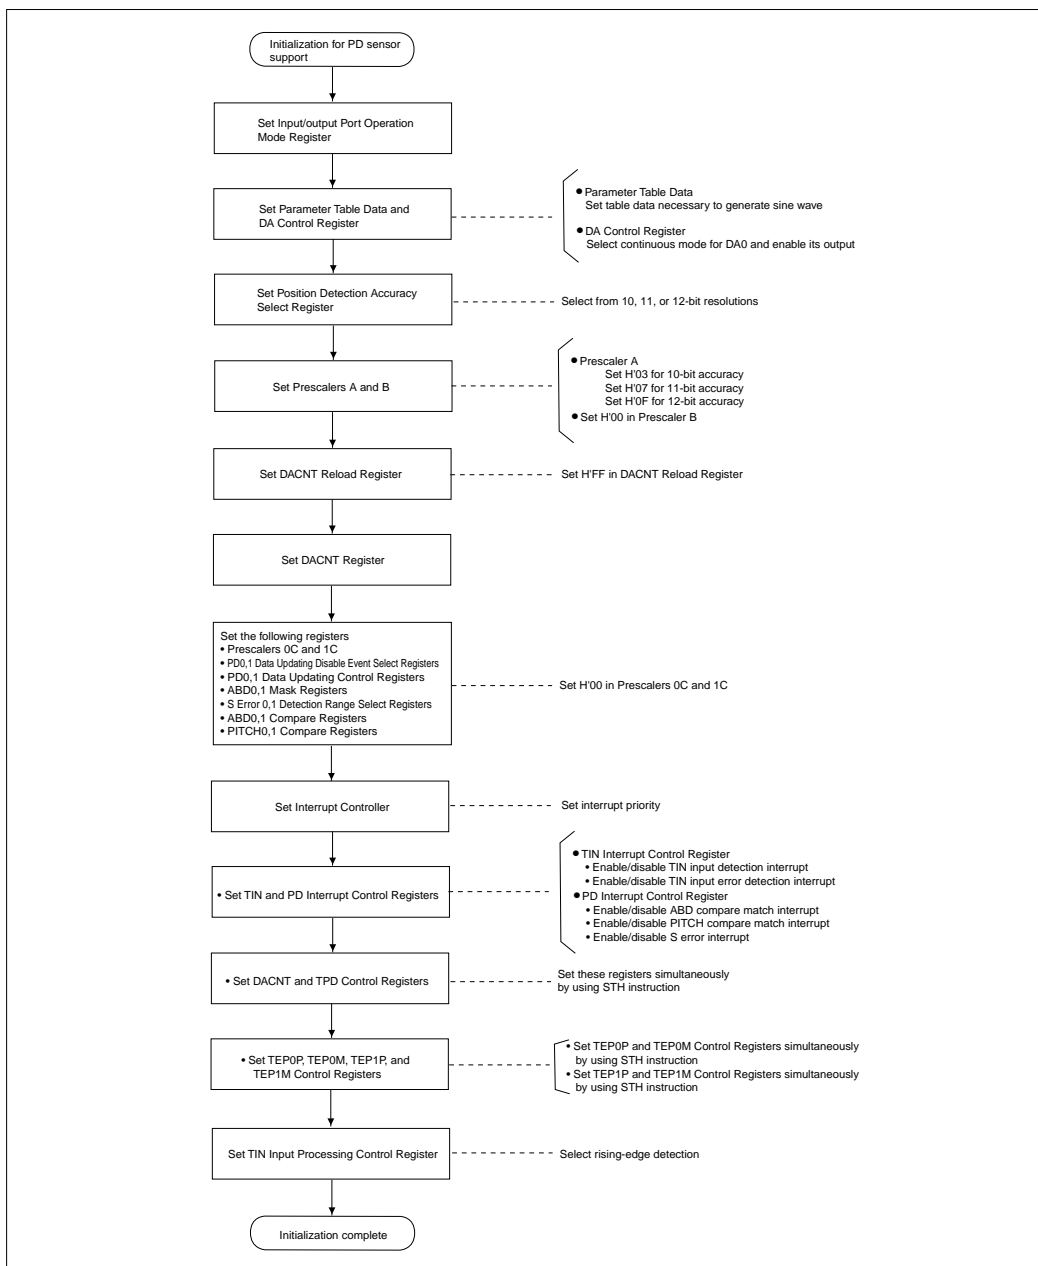 Initialization for PD sensor
support
Set Input/output Port Operation
Mode Register
Set Parameter Table Data and
DA Control Register
● Parameter Table Data
Set table data necessary to generate sine wave
● DA Control Register
Select continuous mode for DA0 and enable its output
Set Position Detection Accuracy
Select Register
Select from 10, 11, or 12-bit resolutions
Set Prescalers A and B
● Prescaler A
Set H'03 for 10-bit accuracy
Set H'07 for 11-bit accuracy
Set H'0F for 12-bit accuracy
● Set H'00 in Prescaler B
Set DACNT Reload Register
Set H'FF in DACNT Reload Register
Set DACNT Register
Set the following registers
• Prescalers 0C and 1C
• PD0,1 Data Updating Disable Event Select Registers
• PD0,1 Data Updating Control Registers
• ABD0,1 Mask Registers
• S Error 0,1 Detection Range Select Registers
• ABD0,1 Compare Registers
• PITCH0,1 Compare Registers
Set H'00 in Prescalers 0C and 1C
Set Interrupt Controller
Set interrupt priority
• Set TIN and PD Interrupt Control Registers
● TIN Interrupt Control Register
• Enable/disable TIN input detection interrupt
• Enable/disable TIN input error detection interrupt
● PD Interrupt Control Register
• Enable/disable ABD compare match interrupt
• Enable/disable PITCH compare match interrupt
• Enable/disable S error interrupt
• Set DACNT and TPD Control Registers
Set these registers simultaneously
by using STH instruction
• Set TEP0P, TEP0M, TEP1P, and
TEP1M Control Registers
• Set TEP0P and TEP0M Control Registers simultaneously
by using STH instruction
• Set TEP1P and TEP1M Control Registers simultaneously
by using STH instruction
Set TIN Input Processing Control Register
Select rising-edge detection
Initialization complete